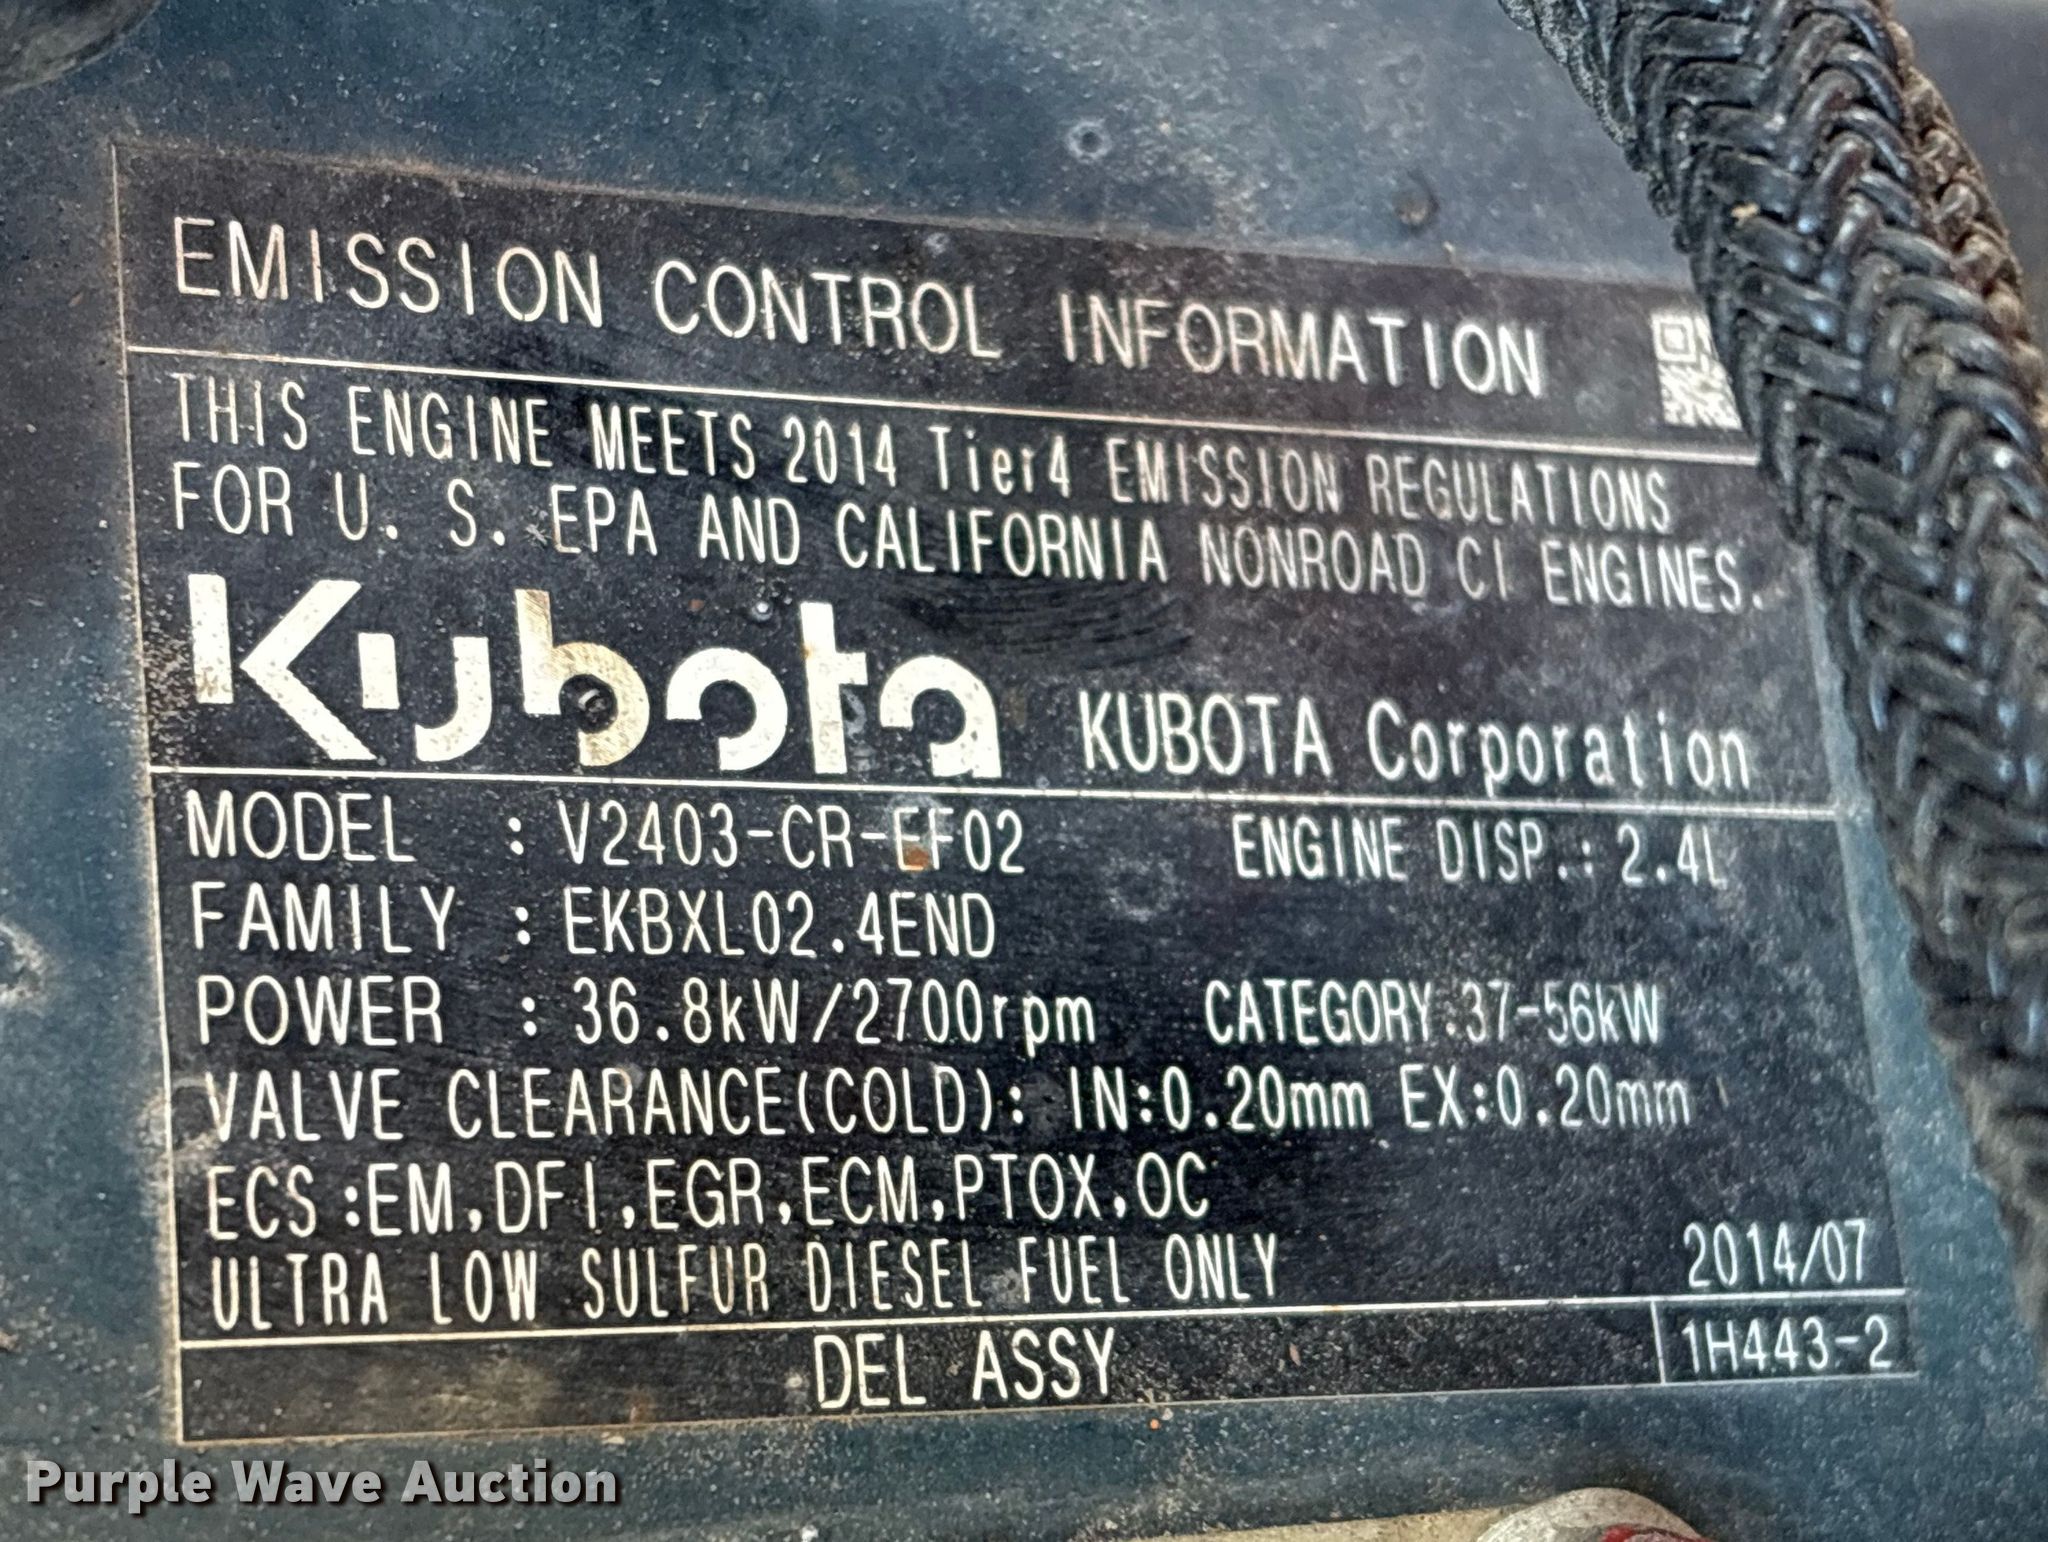 EMISSION CONTROL INFORMATION
THIS ENGINE MEETS 2014 Tier4 EMISSION REGULATIONS
FOR U. S. EPA AND CALIFORNIA NONROAD CI ENGINES.
Kubota KUBOTA Corporation
MODEL : V2403-CR-EF02 ENGINE DISP.: 2.4L
FAMILY : EKBXL02.4END
POWER : 36.8kW/2700rpm CATEGORY:37-56kW
VALVE CLEARANCE(COLD): IN:0.20mm EX:0.20mm
ECS :EM,DFI,EGR,ECM,PTOX,OC
ULTRA LOW SULFUR DIESEL FUEL ONLY 2014/07
DEL ASSY 1H443-2
Purple Wave Auction